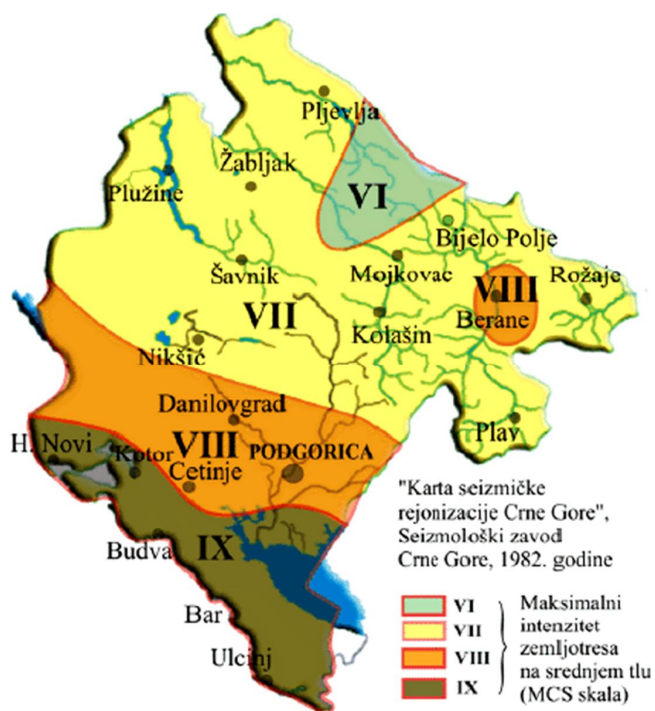 Pljevlja
Žabljak
Plužine
VI
Bijelo Polje
Šavnik
Mojkovac
VIII
Rožaje
VII
Berane
Kolašin
Nikšić
Danilovgrad
Plav
H. Novi
Kotor
VIII
PODGORICA
Cetinje
Budva
IX
Bar
Ulcinj
"Karta seizmičke
rejonizacije Crne Gore",
Seizmološki zavod
Crne Gore, 1982. godine
VI
VII
VIII
IX
Maksimalni
intenzitet
zemljotresa
na srednjem tlu
(MCS skala)